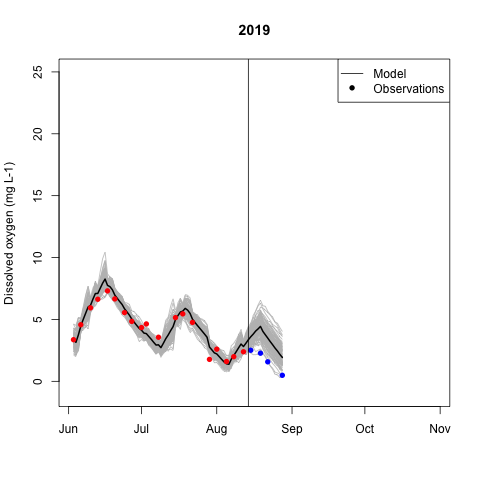 2019
Model
Observations
Dissolved oxygen (mg L-1)
25
20
15
10
5
0
Jun Jul Aug Sep Oct Nov